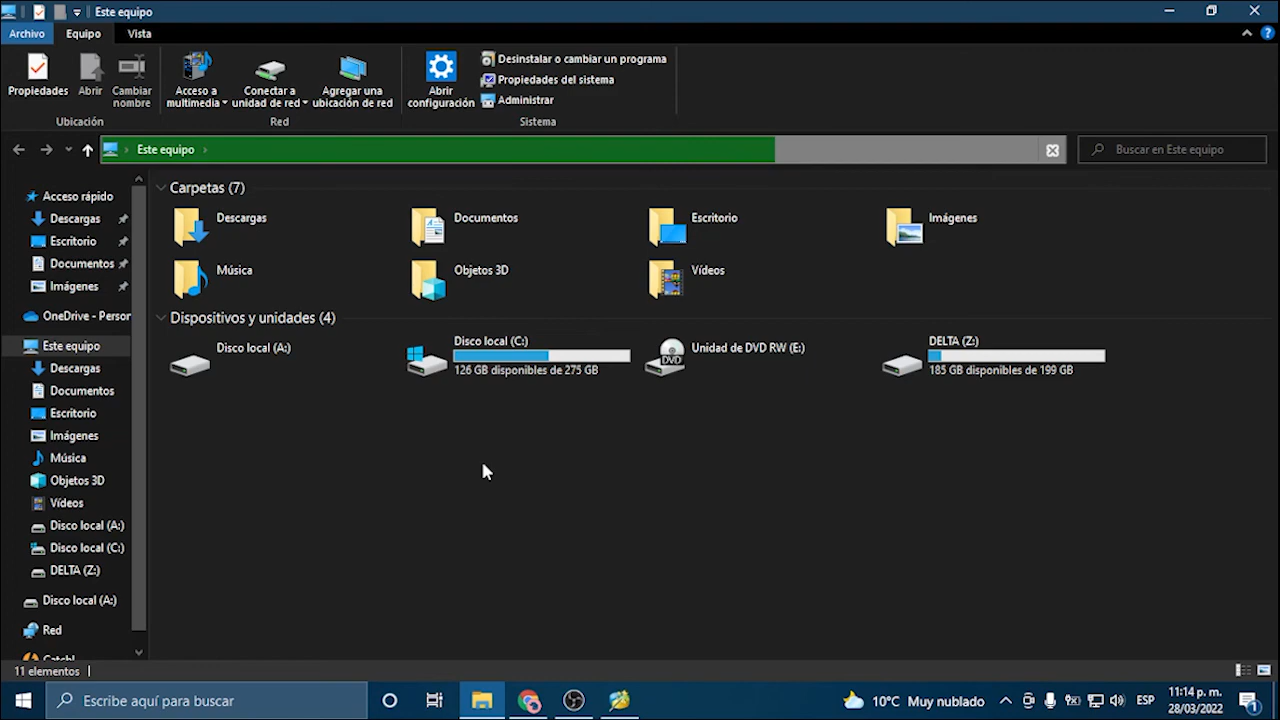 Este equipo
Archivo
Equipo
Vista
Propiedades
Abrir
Cambiar nombre
Ubicación
Acceso a multimedia
Conectar a unidad de red
Agregar una ubicación de red
Red
Abrir configuración
Desinstalar o cambiar un programa
Propiedades del sistema
Administrar
Sistema
Este equipo
Buscar en Este equipo
Acceso rápido
Descargas
Escritorio
Documentos
Imágenes
OneDrive - Person
Este equipo
Descargas
Documentos
Escritorio
Imágenes
Música
Objetos 3D
Vídeos
Disco local (A:)
Disco local (C:)
DELTA (Z:)
Disco local (A:)
Red
Carpetas (7)
Descargas
Documentos
Escritorio
Imágenes
Música
Objetos 3D
Vídeos
Dispositivos y unidades (4)
Disco local (A:)
Disco local (C:)
126 GB disponibles de 275 GB
Unidad de DVD RW (E:)
DVD
DELTA (Z:)
185 GB disponibles de 199 GB
11 elementos
Escribe aquí para buscar
10°C Muy nublado
ESP
11:14 p. m.
28/03/2022
1